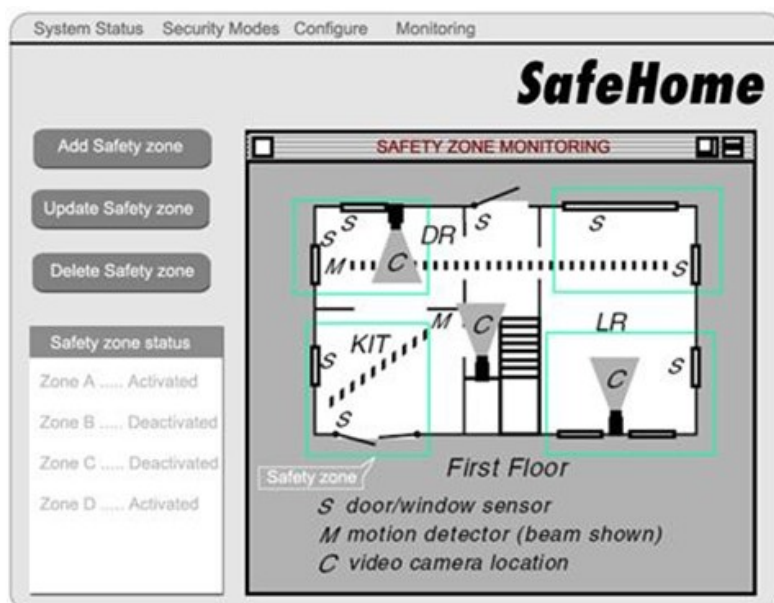 System Status Security Modes Configure Monitoring
SafeHome
Add Safety zone
Update Safety zone
Delete Safety zone
Safety zone status
Zone A ..... Activated
Zone B ..... Deactivated
Zone C ..... Deactivated
Zone D ..... Activated
SAFETY ZONE MONITORING
S S DR S S
M C S
M C LR
KIT
S C S
S
Safety zone
First Floor
S door/window sensor
M motion detector (beam shown)
C video camera location